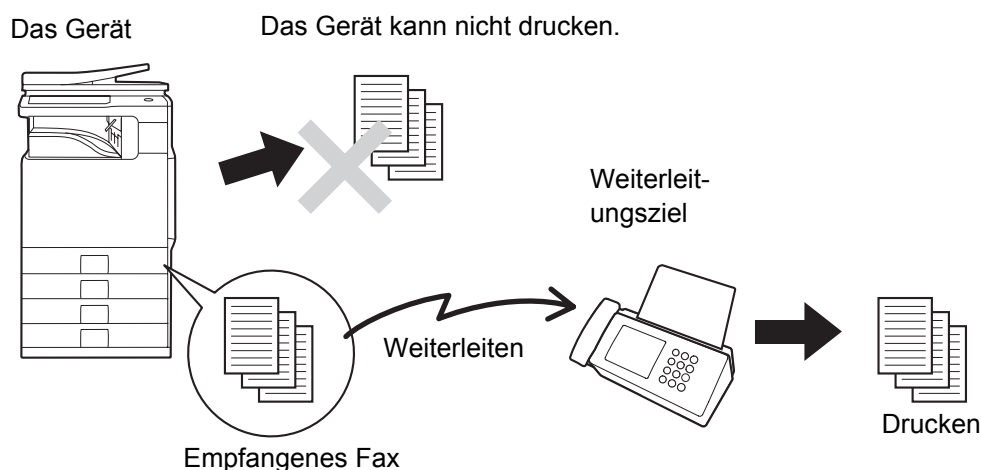 Das Gerät
Das Gerät kann nicht drucken.
Weiterleit-
ungsziel
Weiterleiten
Drucken
Empfangenes Fax